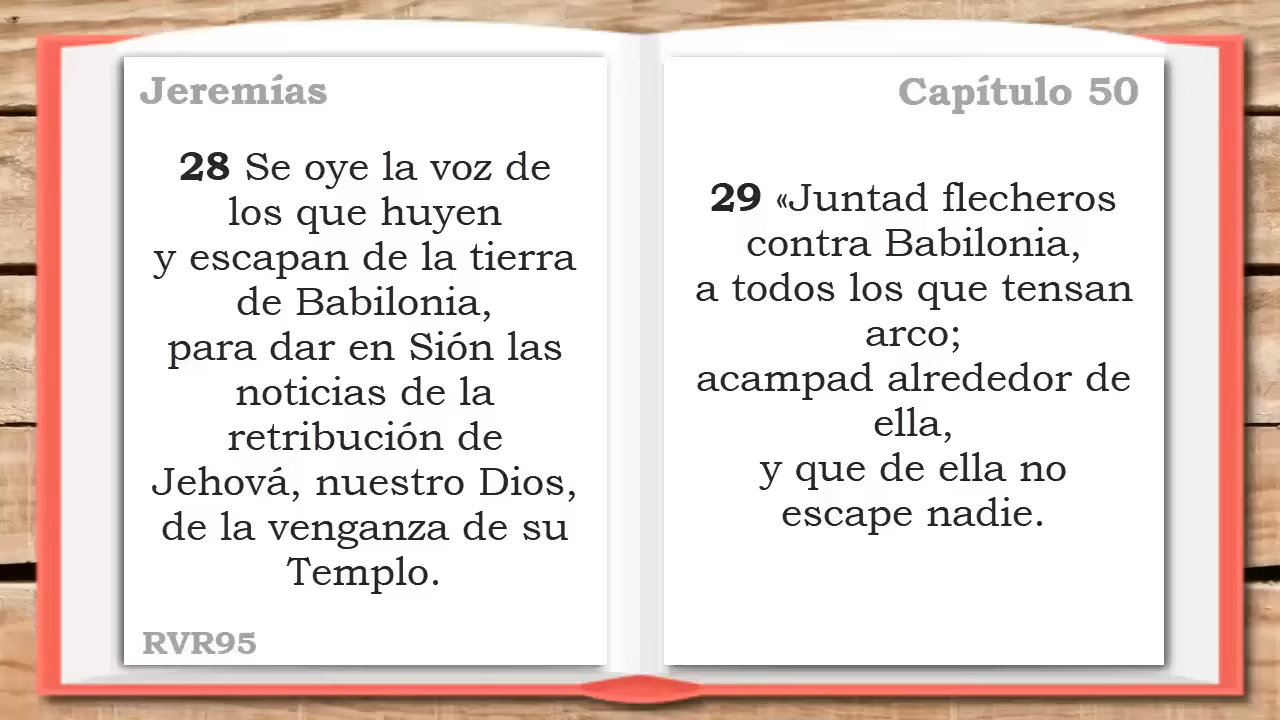 Jeremías
28 Se oye la voz de
los que huyen
y escapan de la tierra
de Babilonia,
para dar en Sión las
noticias de la
retribución de
Jehová, nuestro Dios,
de la venganza de su
Templo.
RVR95
Capítulo 50
29 «Juntad flecheros
contra Babilonia,
a todos los que tensan
arco;
acampad alrededor de
ella,
y que de ella no
escape nadie.